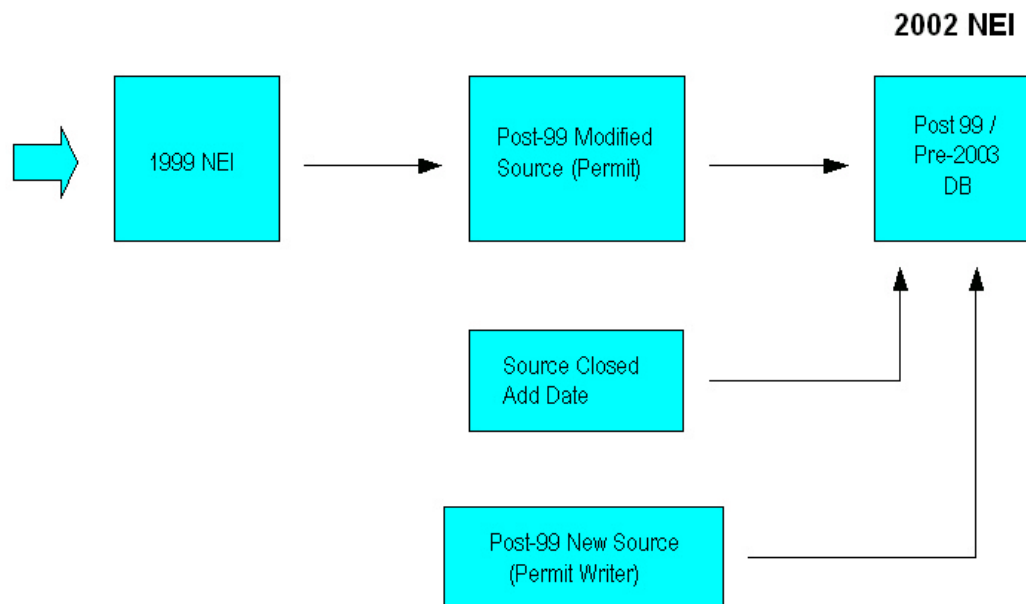 2002 NEI
1999 NEI
Post-99 Modified
Source (Permit)
Post 99 /
Pre-2003
DB
Source Closed
Add Date
Post-99 New Source
(Permit Writer)